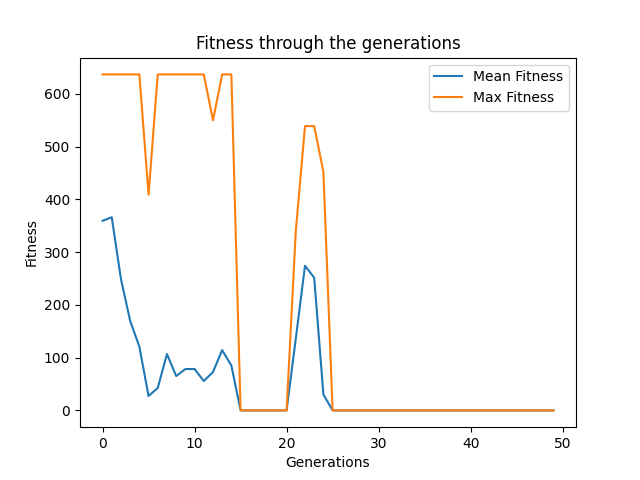 Fitness through the generations
Mean Fitness
Max Fitness
600
500
400
300
200
100
0
Fitness
0 10 20 30 40 50
Generations